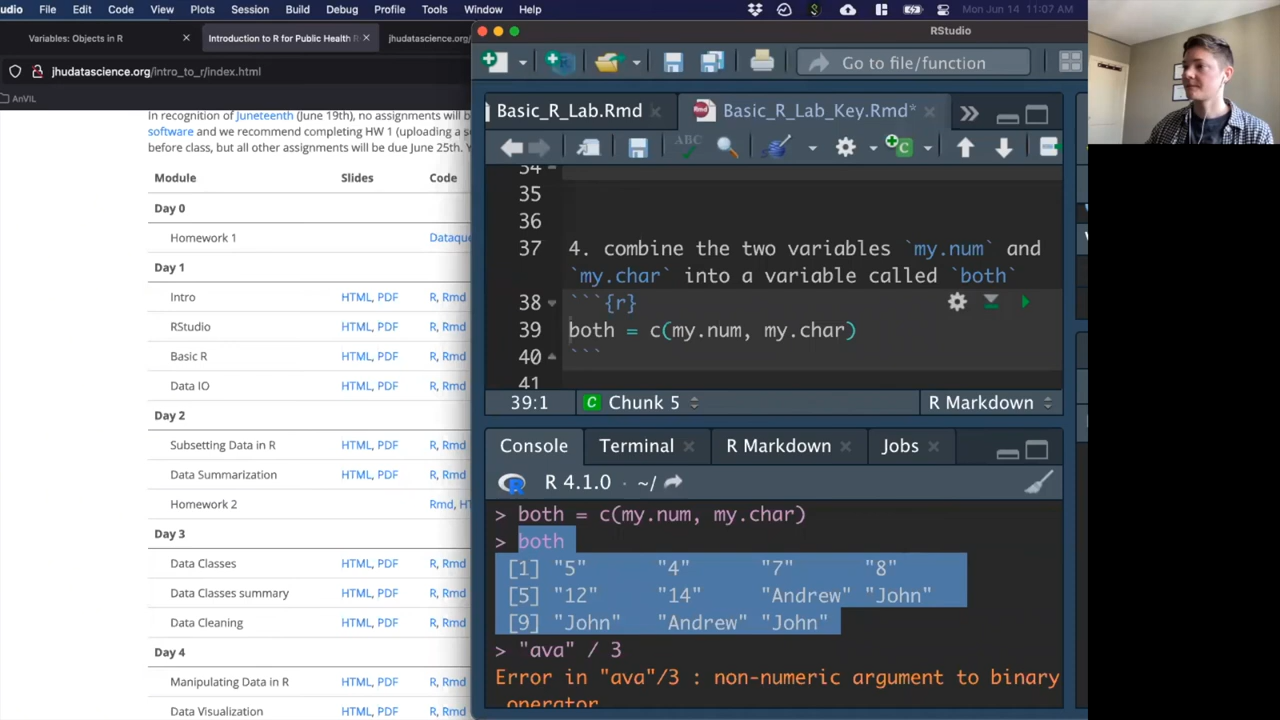 udio File Edit Code View Plots Session Build Debug Profile Tools Window Help Mon Jun 14 11:07 AM
RStudio
Variables: Objects in R Introduction to R for Public Health R jhudatascience.org/intro_to_r
jhudatascience.org/intro_to_r/index.html
AnVIL
In recognition of Juneteenth (June 19th), no assignments will b
software and we recommend completing HW 1 (uploading a s
before class, but all other assignments will be due June 25th. Y
Module Slides Code
Day 0
Homework 1 Dataque
Day 1
Intro HTML, PDF R, Rmd
RStudio HTML, PDF R, Rmd
Basic R HTML, PDF R, Rmd
Data IO HTML, PDF R, Rmd
Day 2
Subsetting Data in R HTML, PDF R, Rmd
Data Summarization HTML, PDF R, Rmd
Homework 2 Rmd, HT
Day 3
Data Classes HTML, PDF R, Rmd
Data Classes summary HTML, PDF R, Rmd
Data Cleaning HTML, PDF R, Rmd
Day 4
Manipulating Data in R HTML, PDF R, Rmd
Data Visualization HTML, PDF R, Rmd
Go to file/function
Basic_R_Lab.Rmd Basic_R_Lab_Key.Rmd*
ABC
34
35
36
37 4. combine the two variables `my.num` and
`my.char` into a variable called `both`
38 ```{r}
39 both = c(my.num, my.char)
40 ```
41
39:1 C Chunk 5 R Markdown
Console Terminal R Markdown Jobs
R 4.1.0 · ~/
> both = c(my.num, my.char)
> both
[1] "5" "4" "7" "8"
[5] "12" "14" "Andrew" "John"
[9] "John" "Andrew" "John"
> "ava" / 3
Error in "ava"/3 : non-numeric argument to binary
operator